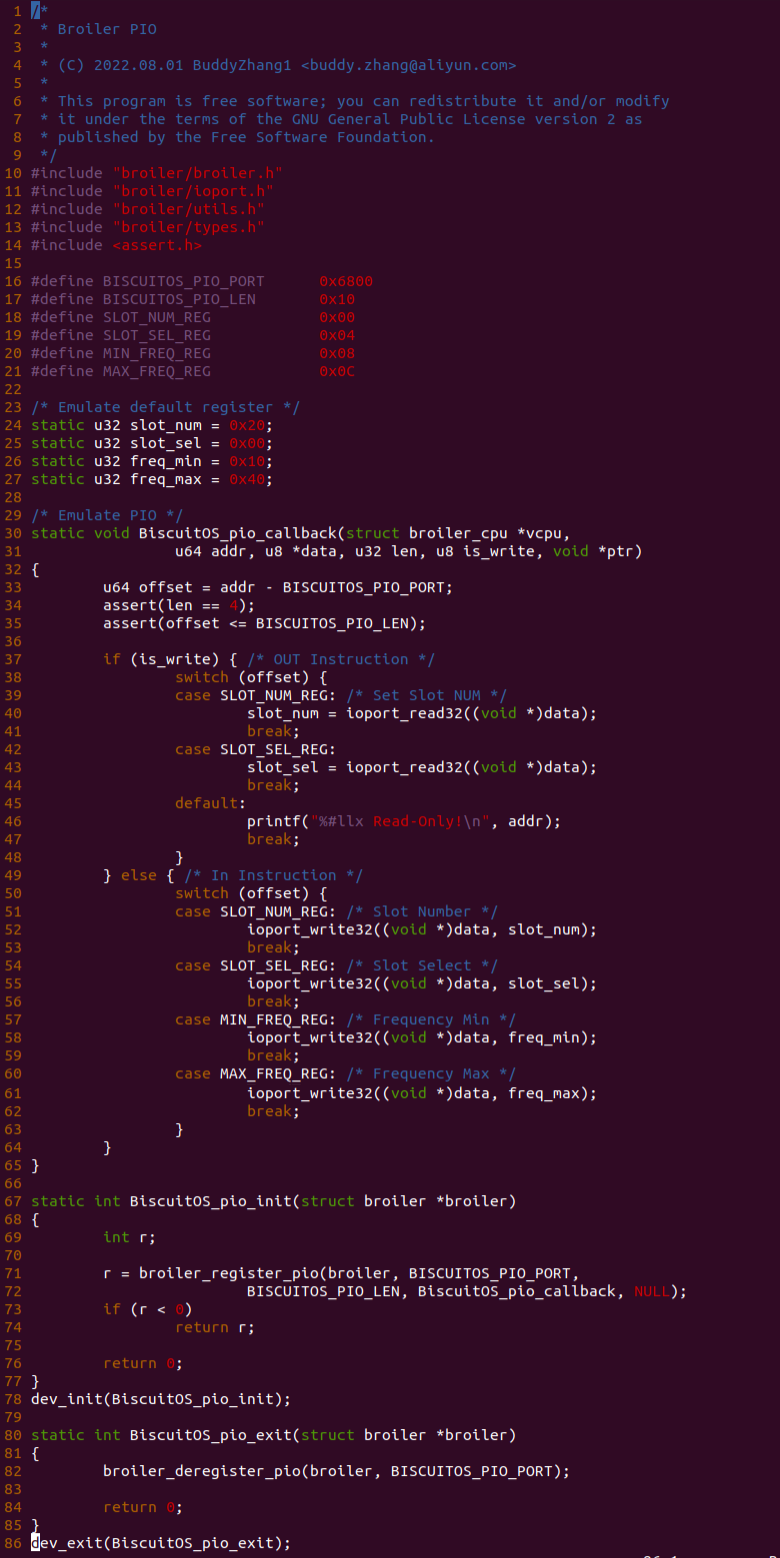 1 /*
2  * Broiler PIO
3  *
4  * (C) 2022.08.01 BuddyZhang1 <buddy.zhang@aliyun.com>
5  *
6  * This program is free software; you can redistribute it and/or modify
7  * it under the terms of the GNU General Public License version 2 as
8  * published by the Free Software Foundation.
9  */
10 #include "broiler/broiler.h"
11 #include "broiler/ioport.h"
12 #include "broiler/utils.h"
13 #include "broiler/types.h"
14 #include <assert.h>
15
16 #define BISCUITOS_PIO_PORT      0x6800
17 #define BISCUITOS_PIO_LEN       0x10
18 #define SLOT_NUM_REG            0x00
19 #define SLOT_SEL_REG            0x04
20 #define MIN_FREQ_REG            0x08
21 #define MAX_FREQ_REG            0x0C
22
23 /* Emulate default register */
24 static u32 slot_num = 0x20;
25 static u32 slot_sel = 0x00;
26 static u32 freq_min = 0x10;
27 static u32 freq_max = 0x40;
28
29 /* Emulate PIO */
30 static void BiscuitOS_pio_callback(struct broiler_cpu *vcpu,
31                 u64 addr, u8 *data, u32 len, u8 is_write, void *ptr)
32 {
33         u64 offset = addr - BISCUITOS_PIO_PORT;
34         assert(len == 4);
35         assert(offset <= BISCUITOS_PIO_LEN);
36
37         if (is_write) { /* OUT Instruction */
38                 switch (offset) {
39                 case SLOT_NUM_REG: /* Set Slot NUM */
40                         slot_num = ioport_read32((void *)data);
41                         break;
42                 case SLOT_SEL_REG:
43                         slot_sel = ioport_read32((void *)data);
44                         break;
45                 default:
46                         printf("%#llx Read-Only!\n", addr);
47                         break;
48                 }
49         } else { /* In Instruction */
50                 switch (offset) {
51                 case SLOT_NUM_REG: /* Slot Number */
52                         ioport_write32((void *)data, slot_num);
53                         break;
54                 case SLOT_SEL_REG: /* Slot Select */
55                         ioport_write32((void *)data, slot_sel);
56                         break;
57                 case MIN_FREQ_REG: /* Frequency Min */
58                         ioport_write32((void *)data, freq_min);
59                         break;
60                 case MAX_FREQ_REG: /* Frequency Max */
61                         ioport_write32((void *)data, freq_max);
62                         break;
63                 }
64         }
65 }
66
67 static int BiscuitOS_pio_init(struct broiler *broiler)
68 {
69         int r;
70
71         r = broiler_register_pio(broiler, BISCUITOS_PIO_PORT,
72                         BISCUITOS_PIO_LEN, BiscuitOS_pio_callback, NULL);
73         if (r < 0)
74                 return r;
75
76         return 0;
77 }
78 dev_init(BiscuitOS_pio_init);
79
80 static int BiscuitOS_pio_exit(struct broiler *broiler)
81 {
82         broiler_deregister_pio(broiler, BISCUITOS_PIO_PORT);
83
84         return 0;
85 }
86 dev_exit(BiscuitOS_pio_exit);